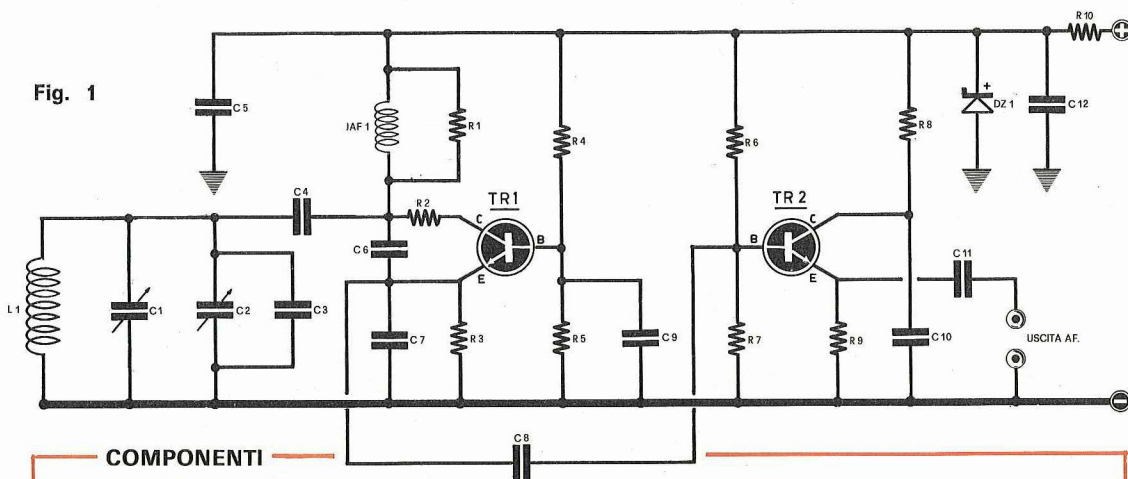 Fig. 1
R10
+
C5
JAF1
R1
R4
R6
R8
DZ1
+
C12
C4
R2
TR1
C
B
E
TR2
C
B
E
C6
C11
L1
C1
C2
C3
C7
R3
R5
C9
R7
R9
C10
USCITA AF.
−
C8
COMPONENTI